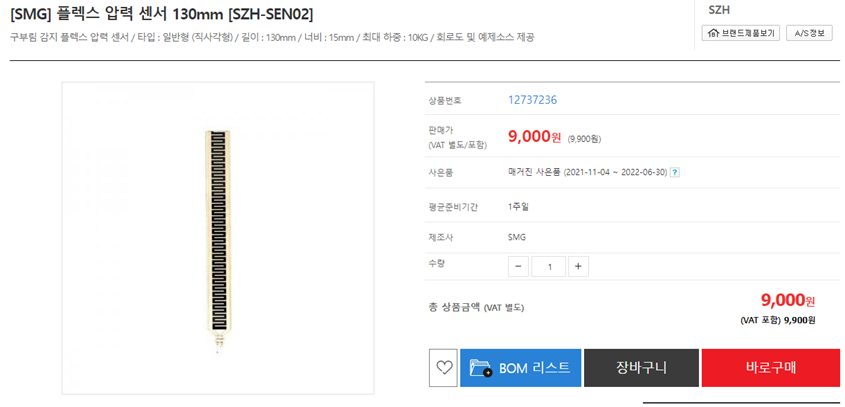 [SMG] 플렉스 압력 센서 130mm [SZH-SEN02]
구부림 감지 플렉스 압력 센서 / 타입 : 일반형 (직사각형) / 길이 : 130mm / 너비 : 15mm / 최대 하중 : 10KG / 회로도 및 예제소스 제공
SZH
브랜드제품보기
A/S정보
상품번호 12737236
판매가 9,000원 (9,900원)
(VAT 별도/포함)
사은품 매거진 사은품 (2021-11-04 ~ 2022-06-30) ?
평균준비기간 1주일
제조사 SMG
수량 - 1 +
총 상품금액 (VAT 별도) 9,000원
(VAT 포함) 9,900원
BOM 리스트 장바구니 바로구매